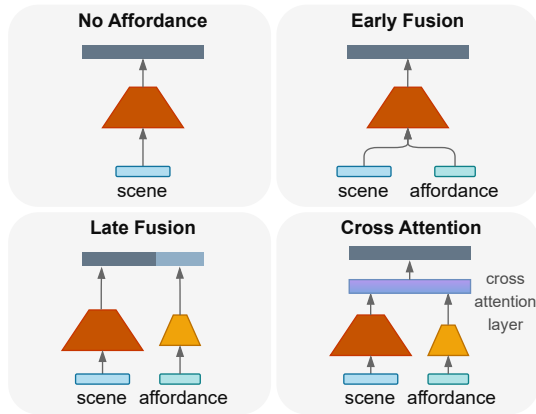 No Affordance
scene
Early Fusion
scene
affordance
Late Fusion
scene
affordance
Cross Attention
cross
attention
layer
scene
affordance